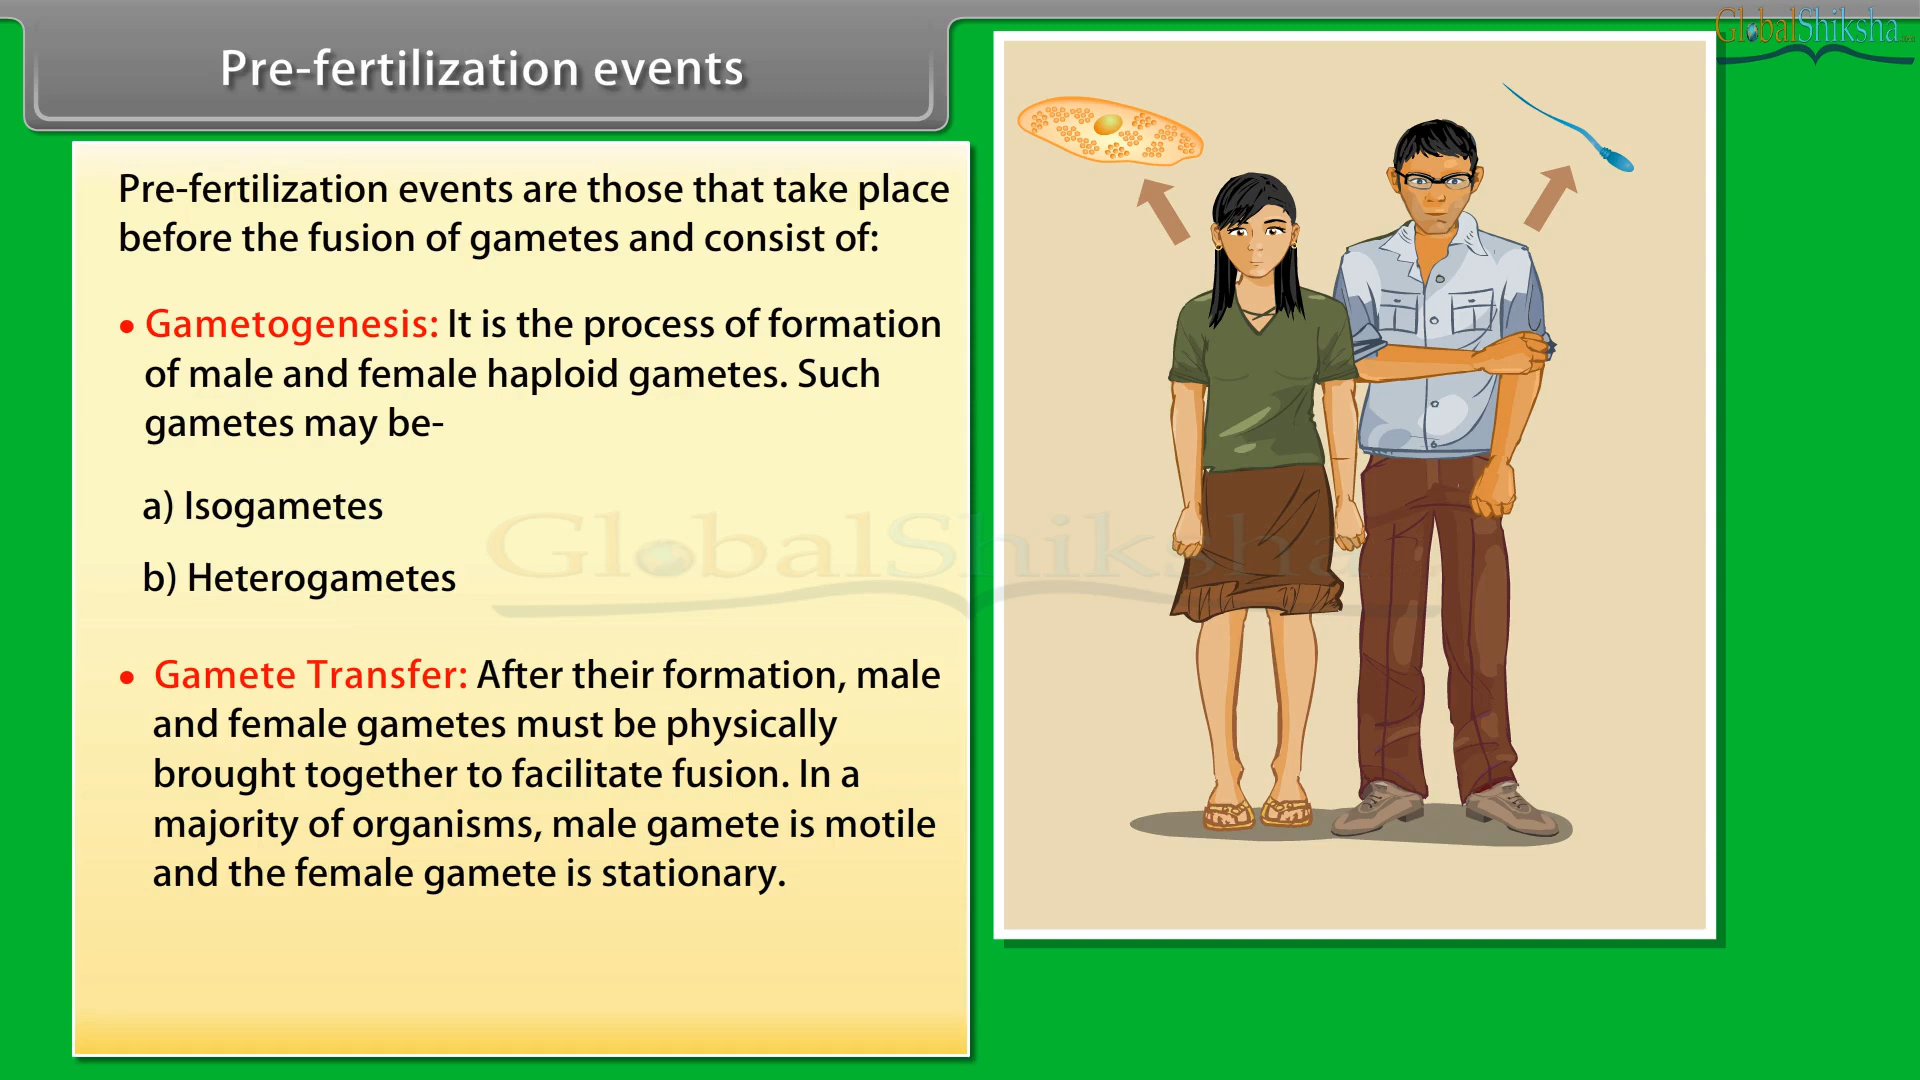 Pre-fertilization events
GlobalShiksha
Pre-fertilization events are those that take place
before the fusion of gametes and consist of:
• Gametogenesis: It is the process of formation
of male and female haploid gametes. Such
gametes may be-
a) Isogametes
b) Heterogametes
GlobalShiksha
• Gamete Transfer: After their formation, male
and female gametes must be physically
brought together to facilitate fusion. In a
majority of organisms, male gamete is motile
and the female gamete is stationary.